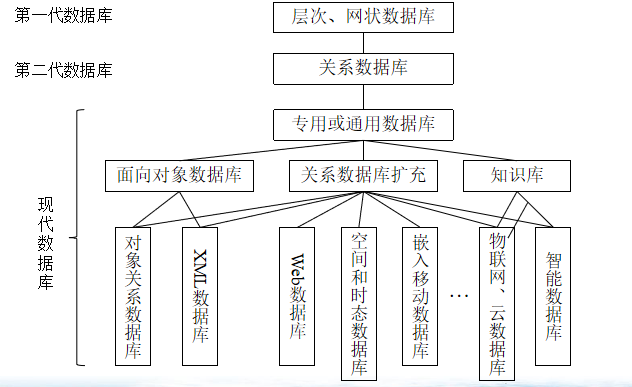 第一代数据库
层次、网状数据库
第二代数据库
关系数据库
专用或通用数据库
面向对象数据库
关系数据库扩充
知识库
现代数据库
对象关系数据库
XML数据库
Web数据库
空间和时态数据库
嵌入移动数据库
…
物联网、云数据库
智能数据库